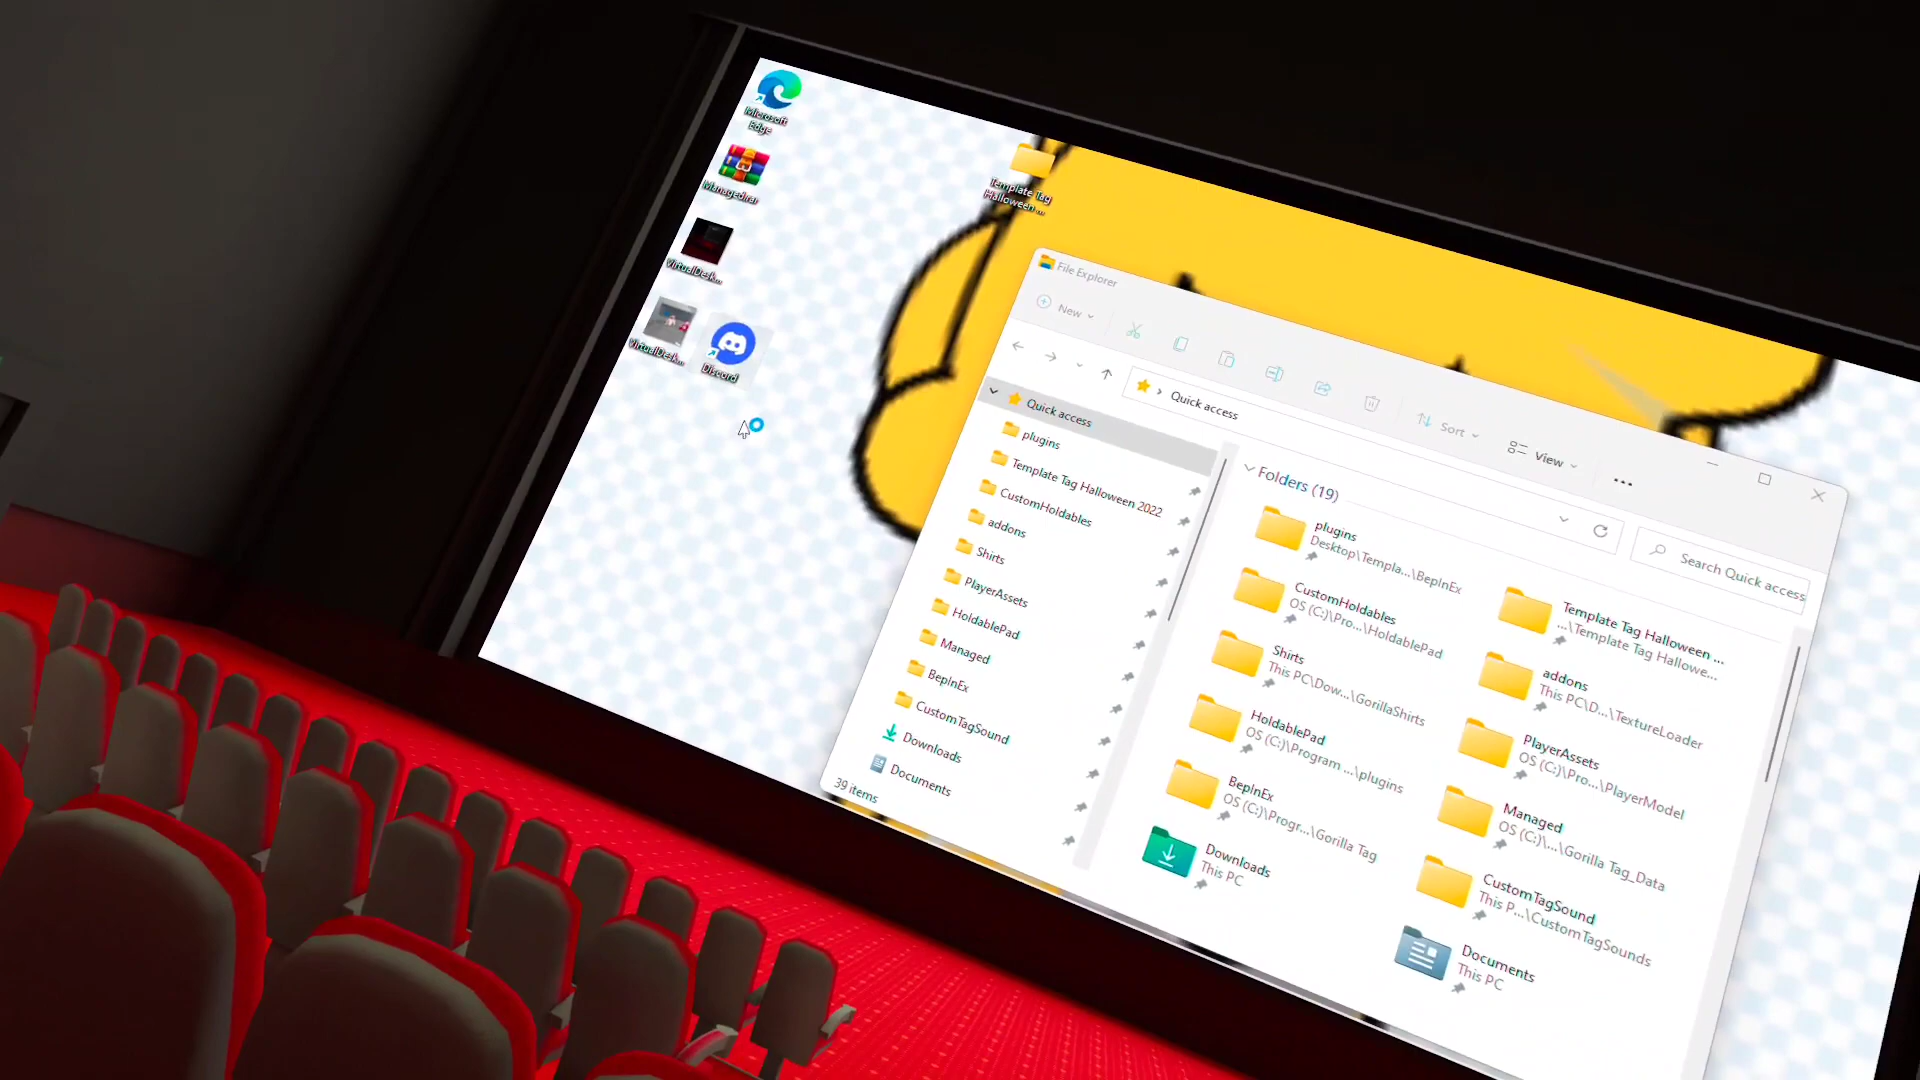 Microsoft
Edge
Managed.rar
VirtualDesk...
VirtualDesk...
Discord
Template Tag
Halloween ...
File Explorer
New
Sort
View
Quick access
Search Quick access
Quick access
plugins
Template Tag Halloween 2022
CustomHoldables
addons
Shirts
PlayerAssets
HoldablePad
Managed
BepInEx
CustomTagSound
Downloads
Documents
39 items
Folders (19)
plugins
Desktop\Templa...\BepInEx
Template Tag Halloween ...
...\Template Tag Hallowe...
CustomHoldables
OS (C:)\Pro...\HoldablePad
addons
This PC\D...\TextureLoader
Shirts
This PC\Dow...\GorillaShirts
PlayerAssets
OS (C:)\Pro...\PlayerModel
HoldablePad
OS (C:)\Program ...\plugins
Managed
OS (C:)\...\Gorilla Tag_Data
BepInEx
OS (C:)\Progr...\Gorilla Tag
CustomTagSound
This P...\CustomTagSounds
Downloads
This PC
Documents
This PC